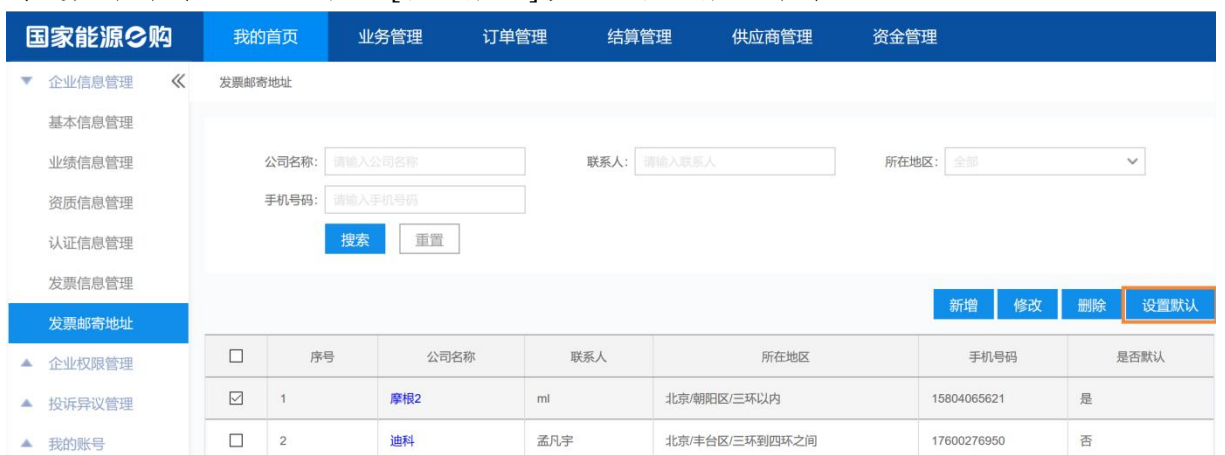 国家能源e购 我的首页 业务管理 订单管理 结算管理 供应商管理 资金管理
企业信息管理 发票邮寄地址
基本信息管理
业绩信息管理 公司名称: 请输入公司名称 联系人: 请输入联系人 所在地区: 全部
资质信息管理 手机号码: 请输入手机号码
认证信息管理 搜索 重置
发票信息管理
新增 修改 删除 设置默认
发票邮寄地址
企业权限管理 序号 公司名称 联系人 所在地区 手机号码 是否默认
投诉异议管理 1 摩根2 ml 北京/朝阳区/三环以内 15804065621 是
我的账号 2 迪科 孟凡宇 北京/丰台区/三环到四环之间 17600276950 否